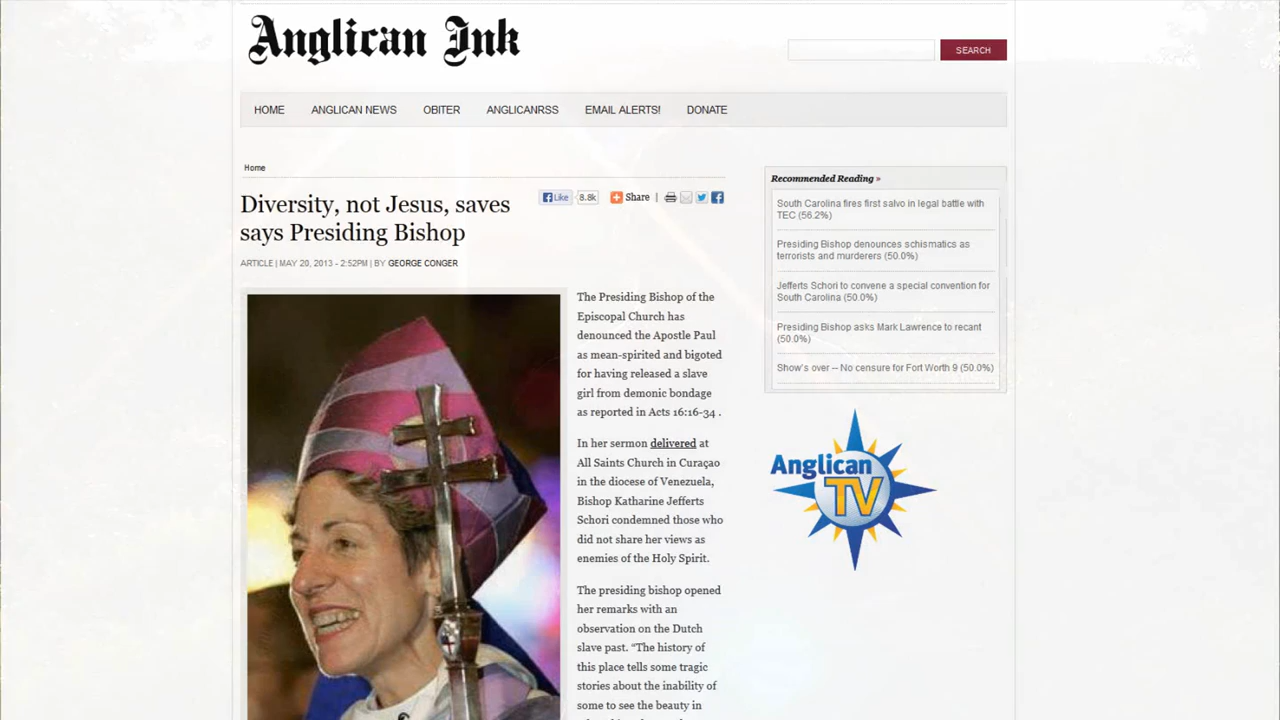 Anglican Ink
SEARCH
HOME ANGLICAN NEWS OBITER ANGLICANRSS EMAIL ALERTS! DONATE
Home
Diversity, not Jesus, saves
says Presiding Bishop
Like 8.8k Share |
ARTICLE | MAY 20, 2013 - 2:52PM | BY GEORGE CONGER
The Presiding Bishop of the
Episcopal Church has
denounced the Apostle Paul
as mean-spirited and bigoted
for having released a slave
girl from demonic bondage
as reported in Acts 16:16-34 .
In her sermon delivered at
All Saints Church in Curaçao
in the diocese of Venezuela,
Bishop Katharine Jefferts
Schori condemned those who
did not share her views as
enemies of the Holy Spirit.
The presiding bishop opened
her remarks with an
observation on the Dutch
slave past. “The history of
this place tells some tragic
stories about the inability of
some to see the beauty in
Recommended Reading »
South Carolina fires first salvo in legal battle with
TEC (56.2%)
Presiding Bishop denounces schismatics as
terrorists and murderers (50.0%)
Jefferts Schori to convene a special convention for
South Carolina (50.0%)
Presiding Bishop asks Mark Lawrence to recant
(50.0%)
Show's over -- No censure for Fort Worth 9 (50.0%)
Anglican
TV